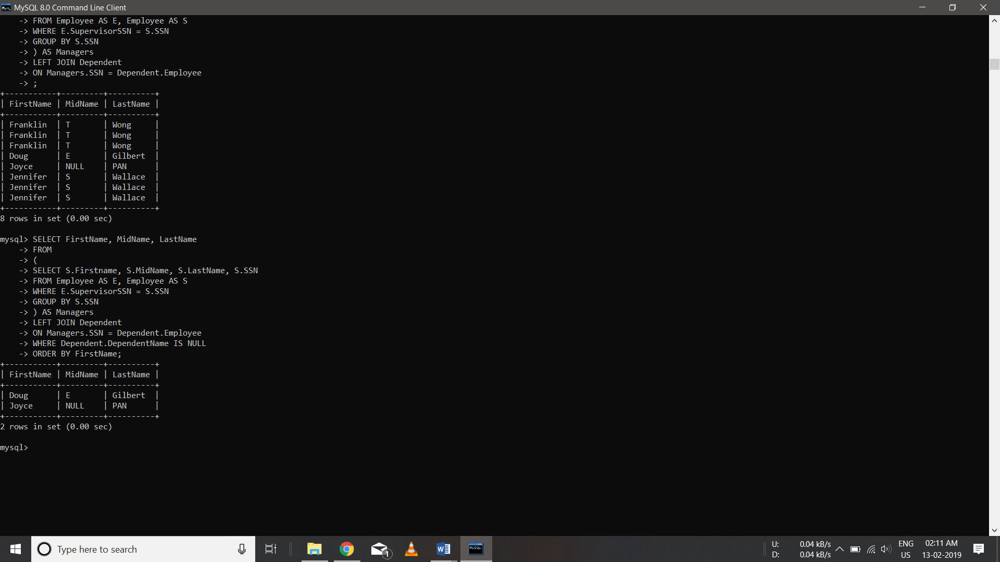 MySQL 8.0 Command Line Client
    -> FROM Employee AS E, Employee AS S
    -> WHERE E.SupervisorSSN = S.SSN
    -> GROUP BY S.SSN
    -> ) AS Managers
    -> LEFT JOIN Dependent
    -> ON Managers.SSN = Dependent.Employee
    -> ;
+-----------+---------+----------+
| FirstName | MidName | LastName |
+-----------+---------+----------+
| Franklin  | T       | Wong     |
| Franklin  | T       | Wong     |
| Franklin  | T       | Wong     |
| Doug      | E       | Gilbert  |
| Joyce     | NULL    | PAN      |
| Jennifer  | S       | Wallace  |
| Jennifer  | S       | Wallace  |
| Jennifer  | S       | Wallace  |
+-----------+---------+----------+
8 rows in set (0.00 sec)

mysql> SELECT FirstName, MidName, LastName
    -> FROM
    -> (
    -> SELECT S.Firstname, S.MidName, S.LastName, S.SSN
    -> FROM Employee AS E, Employee AS S
    -> WHERE E.SupervisorSSN = S.SSN
    -> GROUP BY S.SSN
    -> ) AS Managers
    -> LEFT JOIN Dependent
    -> ON Managers.SSN = Dependent.Employee
    -> WHERE Dependent.DependentName IS NULL
    -> ORDER BY FirstName;
+-----------+---------+----------+
| FirstName | MidName | LastName |
+-----------+---------+----------+
| Doug      | E       | Gilbert  |
| Joyce     | NULL    | PAN      |
+-----------+---------+----------+
2 rows in set (0.00 sec)

mysql>
Type here to search
1
MySQL
U: 0.04 kB/s
D: 0.04 kB/s
ENG
US
02:11 AM
13-02-2019